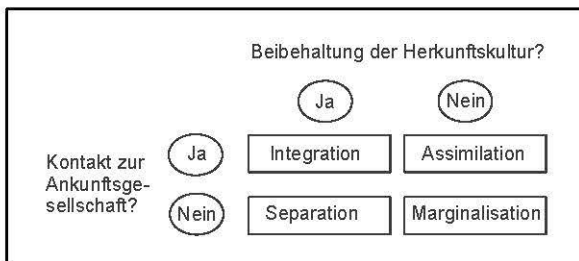 Beibehaltung der Herkunftskultur?
Ja Nein
Kontakt zur
Ankunftsge-
sellschaft?
Ja Integration Assimilation
Nein Separation Marginalisation